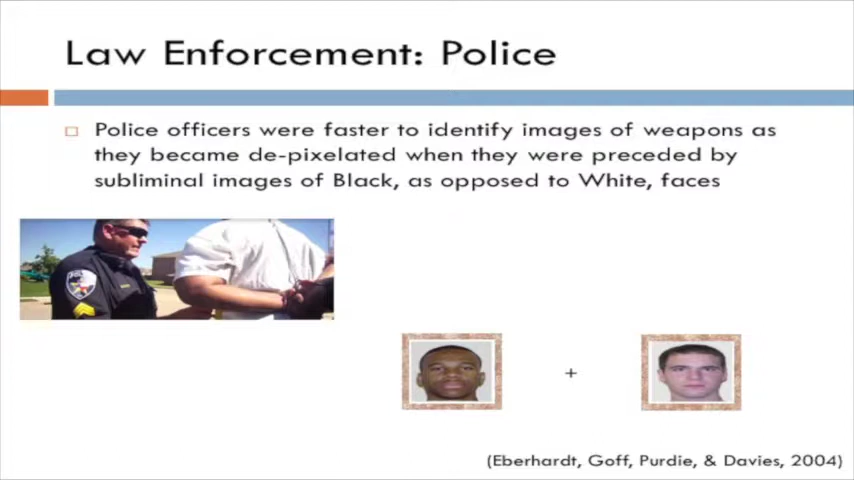 Law Enforcement: Police
Police officers were faster to identify images of weapons as
they became de-pixelated when they were preceded by
subliminal images of Black, as opposed to White, faces
+
(Eberhardt, Goff, Purdie, & Davies, 2004)